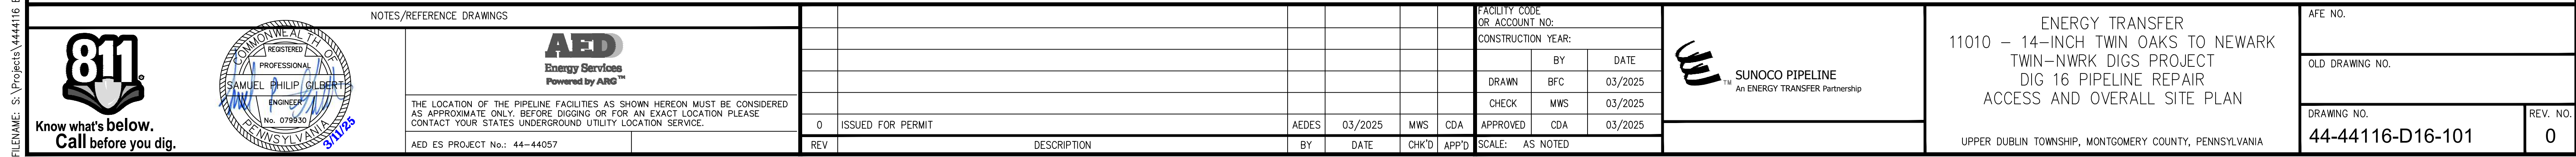 FILENAME: S:\Projects\444116 E
NOTES/REFERENCE DRAWINGS
811
Know what's below.
Call before you dig.
COMMONWEALTH OF
REGISTERED
PROFESSIONAL
SAMUEL PHILIP GILBERT
ENGINEER
No. 079930
PENNSYLVANIA
3/11/25
AED
Energy Services
Powered by ARG™
THE LOCATION OF THE PIPELINE FACILITIES AS SHOWN HEREON MUST BE CONSIDERED
AS APPROXIMATE ONLY. BEFORE DIGGING OR FOR AN EXACT LOCATION PLEASE
CONTACT YOUR STATES UNDERGROUND UTILITY LOCATION SERVICE.
AED ES PROJECT No.: 44-44057
0 ISSUED FOR PERMIT AEDES 03/2025 MWS CDA
REV DESCRIPTION BY DATE CHK'D APP'D
FACILITY CODE
OR ACCOUNT NO:
CONSTRUCTION YEAR:
BY DATE
DRAWN BFC 03/2025
CHECK MWS 03/2025
APPROVED CDA 03/2025
SCALE: AS NOTED
TM
SUNOCO PIPELINE
An ENERGY TRANSFER Partnership
ENERGY TRANSFER
11010 - 14-INCH TWIN OAKS TO NEWARK
TWIN-NWRK DIGS PROJECT
DIG 16 PIPELINE REPAIR
ACCESS AND OVERALL SITE PLAN
UPPER DUBLIN TOWNSHIP, MONTGOMERY COUNTY, PENNSYLVANIA
AFE NO.
OLD DRAWING NO.
DRAWING NO.
44-44116-D16-101
REV. NO.
0